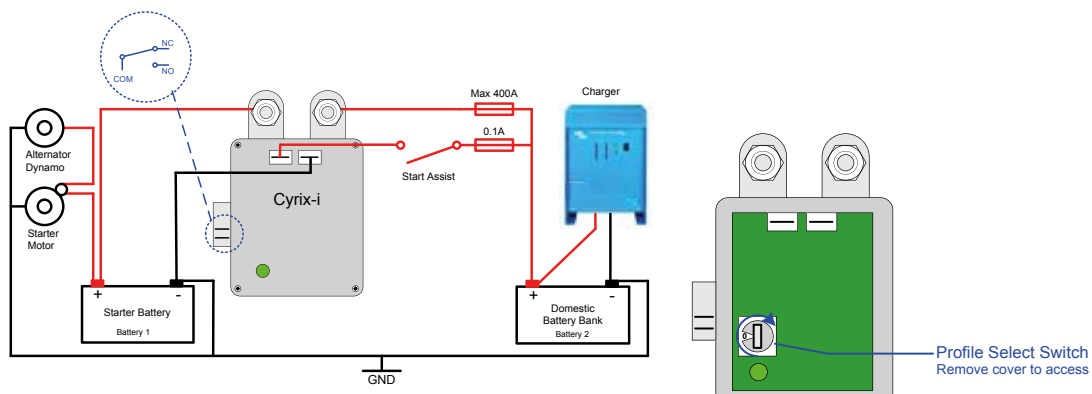 NC
NO
COM
Max 400A
Charger
0.1A
Alternator
Dynamo
Start Assist
Cyrix-i
Starter
Motor
+ -
Starter Battery
Battery 1
+ -
Domestic
Battery Bank
Battery 2
GND
0
Profile Select Switch
Remove cover to access